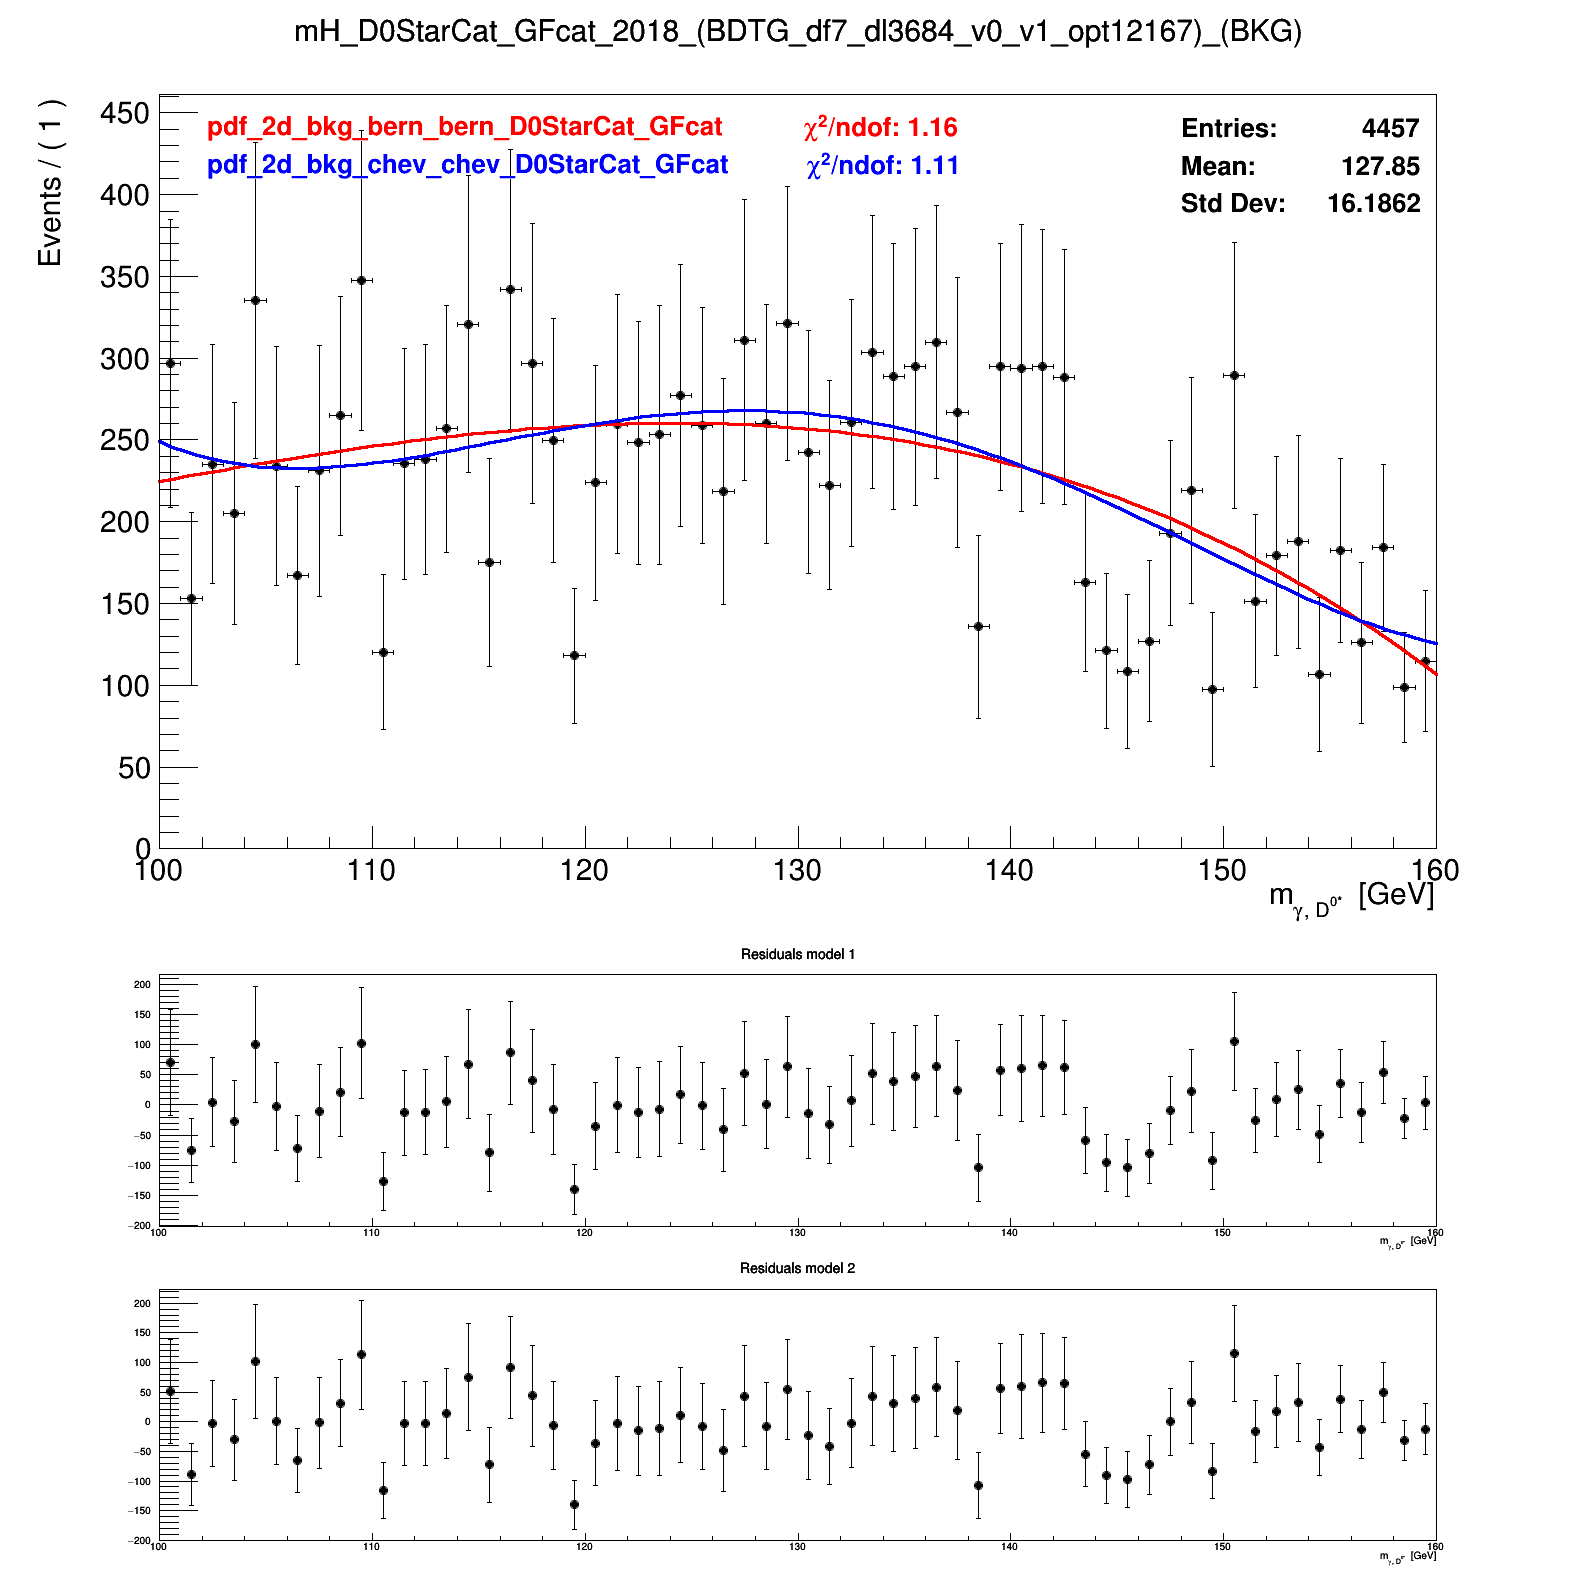 mH_D0StarCat_GFcat_2018_(BDTG_df7_dl3684_v0_v1_opt12167)_(BKG)
Events / ( 1 )
pdf_2d_bkg_bern_bern_D0StarCat_GFcat χ²/ndof: 1.16
pdf_2d_bkg_chev_chev_D0StarCat_GFcat χ²/ndof: 1.11
Entries: 4457
Mean: 127.85
Std Dev: 16.1862
450
400
350
300
250
200
150
100
50
0
100 110 120 130 140 150 160
m γ, D⁰* [GeV]
Residuals model 1
200
150
100
50
0
−50
−100
−150
−200
100 110 120 130 140 150 160
m γ, D⁰* [GeV]
Residuals model 2
200
150
100
50
0
−50
−100
−150
−200
100 110 120 130 140 150 160
m γ, D⁰* [GeV]